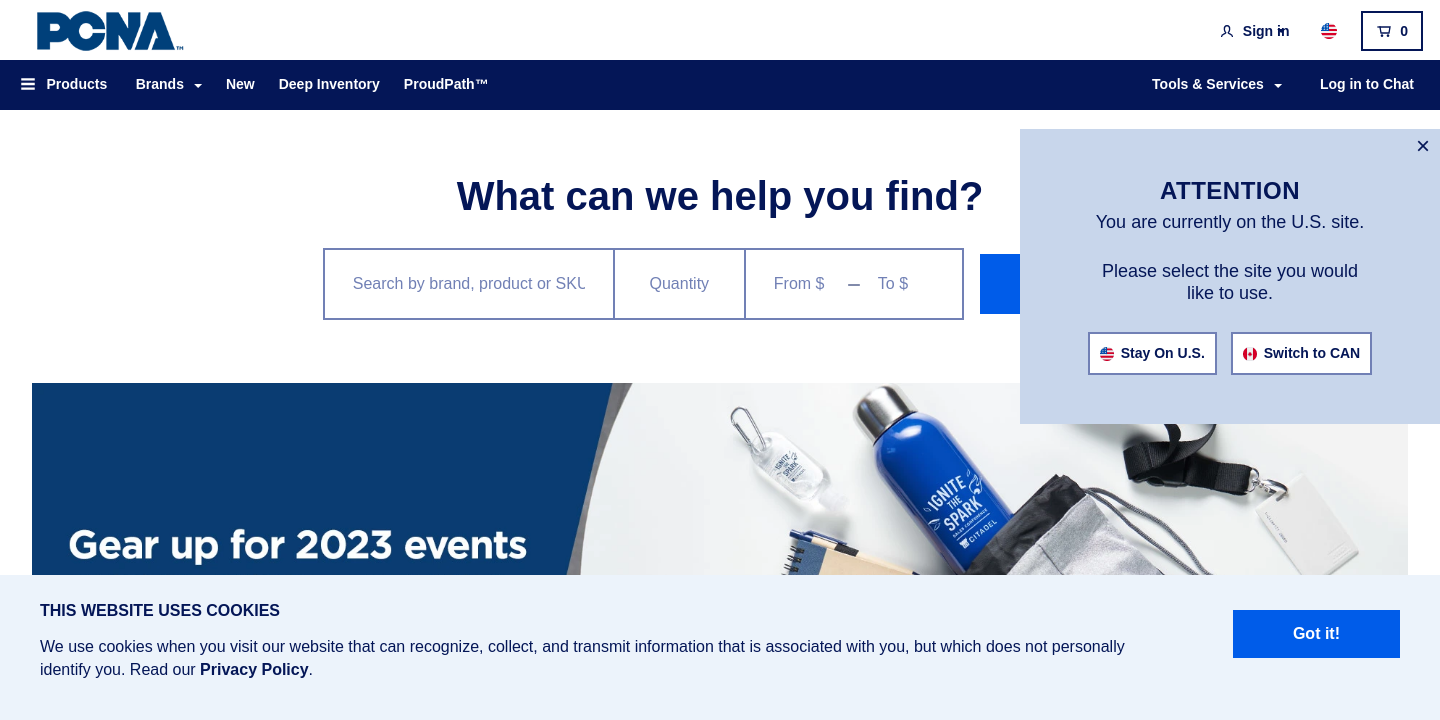 PCNA™
Sign in
0
Products
Brands
New
Deep Inventory
ProudPath™
Tools & Services
Log in to Chat
What can we help you find?
Search by brand, product or SKU
Quantity
From $
–
To $
×
ATTENTION
You are currently on the U.S. site.
Please select the site you would
like to use.
Stay On U.S.
Switch to CAN
Gear up for 2023 events
IGNITE
THE
SPARK
IGNITE
THE
SPARK
CITADEL
THIS WEBSITE USES COOKIES
We use cookies when you visit our website that can recognize, collect, and transmit information that is associated with you, but which does not personally
identify you. Read our Privacy Policy.
Got it!